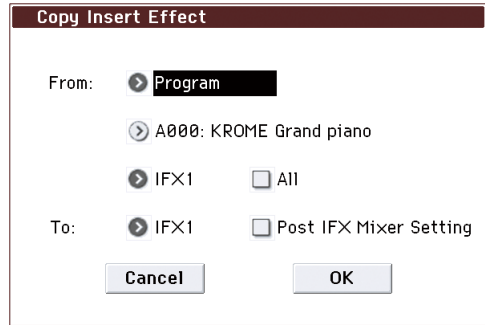 Copy Insert Effect
From: Program
A000: KROME Grand piano
IFX1 All
To: IFX1 Post IFX Mixer Setting
Cancel OK